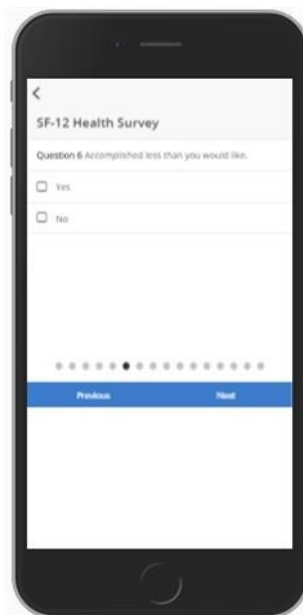 SF-12 Health Survey
Question 6 Accomplished less than you would like.
Yes
No
Previous Next